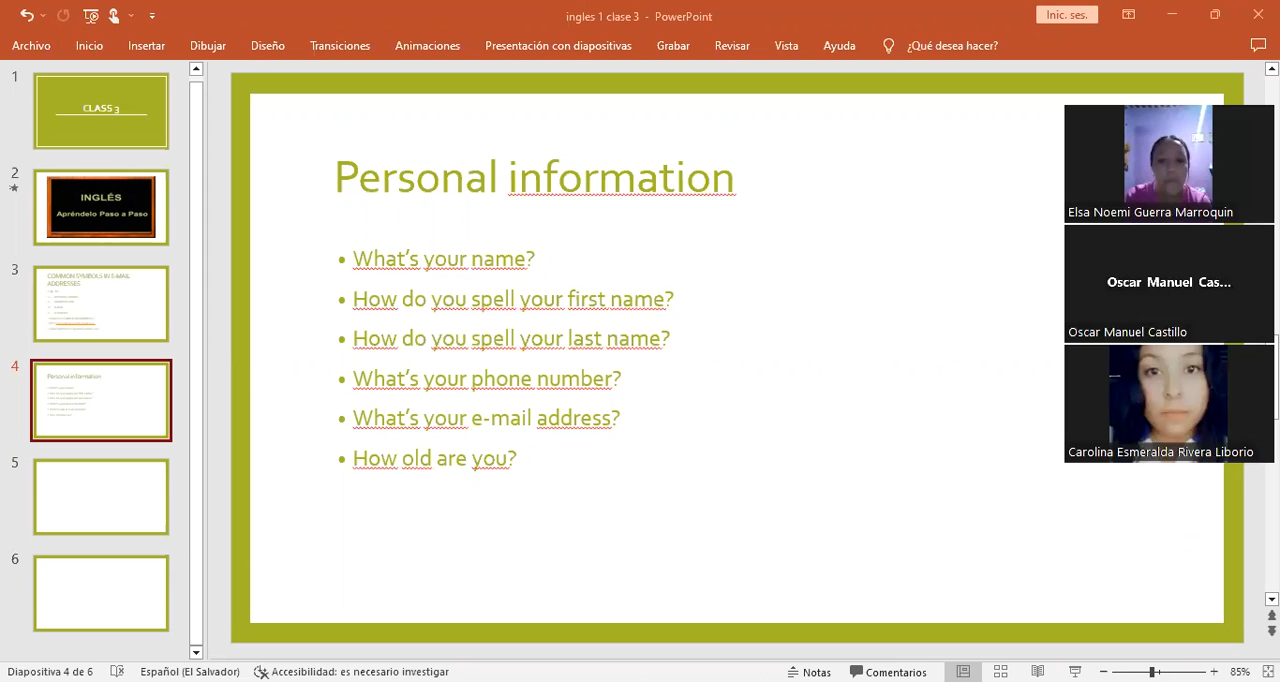 ingles 1 clase 3 - PowerPoint
Inic. ses.
Archivo Inicio Insertar Dibujar Diseño Transiciones Animaciones Presentación con diapositivas Grabar Revisar Vista Ayuda ¿Qué desea hacer?
1
CLASS 3
2
INGLÉS
Apréndelo Paso a Paso
3
COMMON SYMBOLS IN E-MAIL
ADDRESSES
4
Personal information
5
6
Personal information
• What's your name?
• How do you spell your first name?
• How do you spell your last name?
• What's your phone number?
• What's your e-mail address?
• How old are you?
Elsa Noemi Guerra Marroquin
Oscar Manuel Cas...
Oscar Manuel Castillo
Carolina Esmeralda Rivera Liborio
Diapositiva 4 de 6 Español (El Salvador) Accesibilidad: es necesario investigar Notas Comentarios 85%